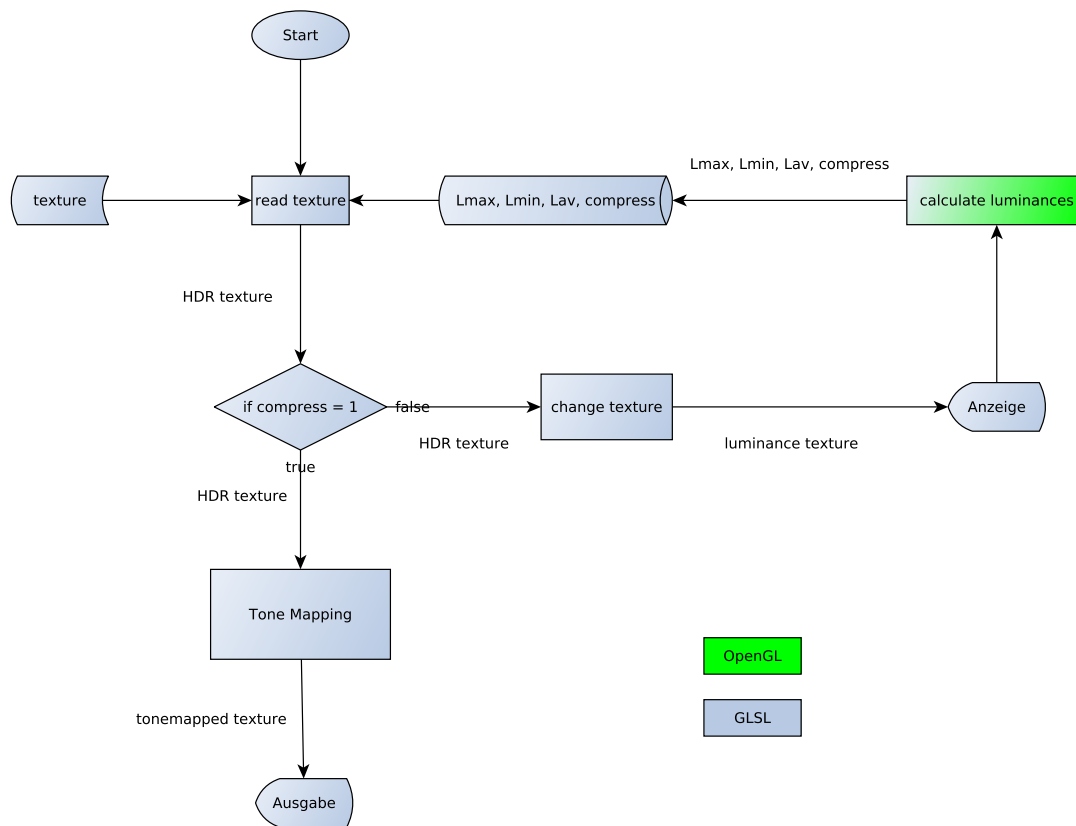 Start
Lmax, Lmin, Lav, compress
texture
read texture
Lmax, Lmin, Lav, compress
calculate luminances
HDR texture
if compress = 1
false
change texture
Anzeige
HDR texture
luminance texture
true
HDR texture
Tone Mapping
OpenGL
GLSL
tonemapped texture
Ausgabe